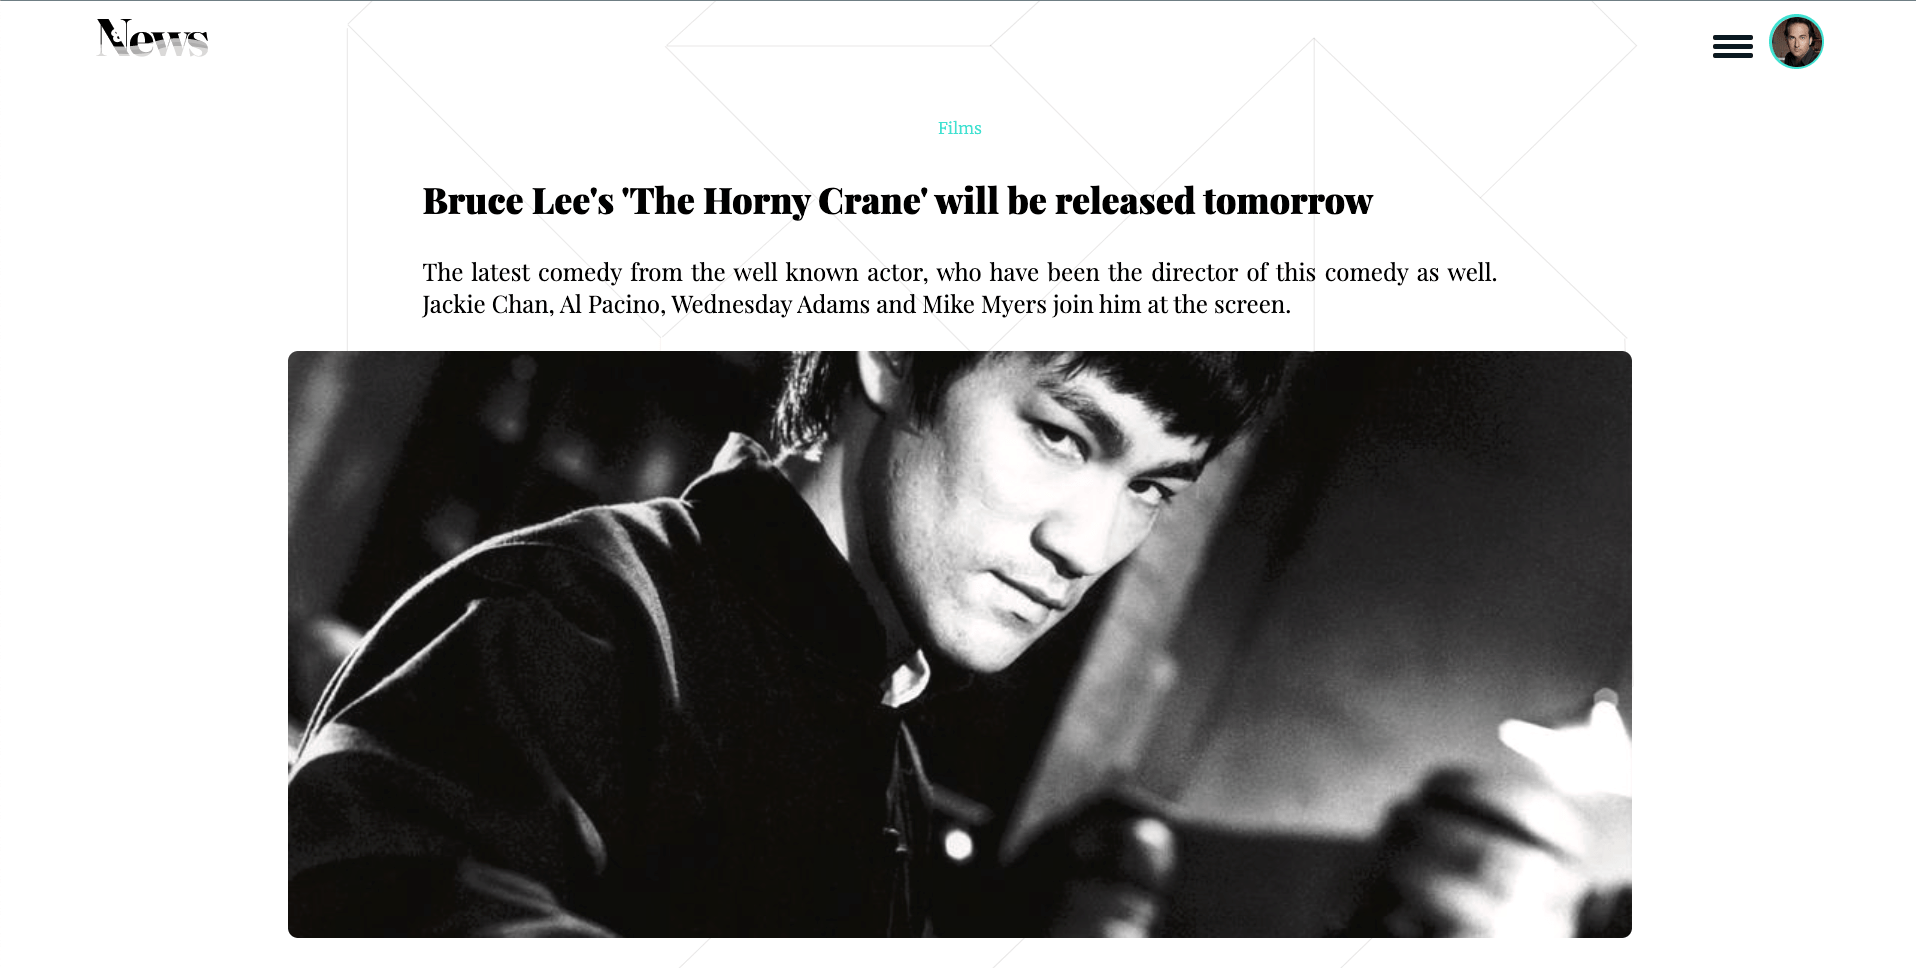 News
Films
Bruce Lee's 'The Horny Crane' will be released tomorrow
The latest comedy from the well known actor, who have been the director of this comedy as well.
Jackie Chan, Al Pacino, Wednesday Adams and Mike Myers join him at the screen.